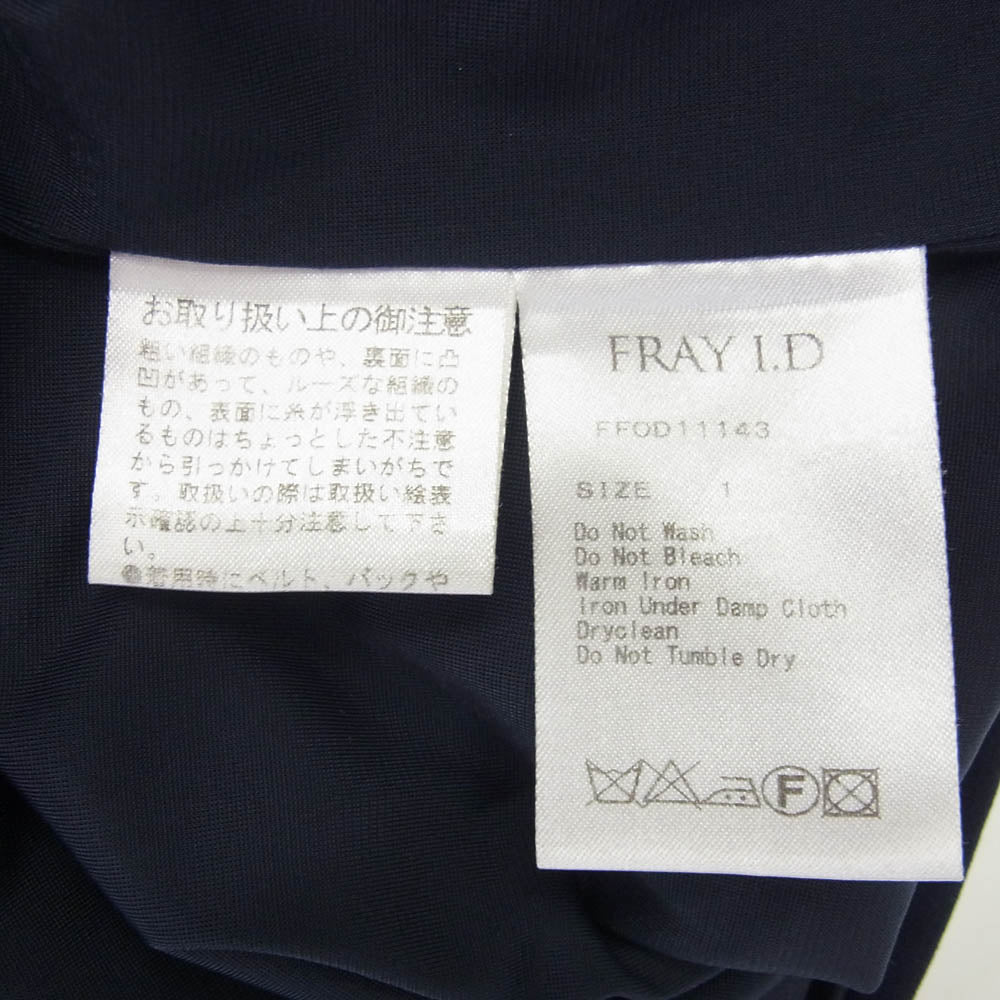 お取り扱い上の御注意
粗い組織のものや、裏面に凸
凹があって、ルーズな組織の
もの、表面に糸が浮き出てい
るものはちょっとした不注意
から引っかけてしまいがちで
す。取扱いの際は取扱い絵表
示確認の上十分注意して下さ
い。
●着用時にベルト、バックや
FRAY I.D
FFOD11143
SIZE 1
Do Not Wash
Do Not Bleach
Warm Iron
Iron Under Damp Cloth
Dryclean
Do Not Tumble Dry
F